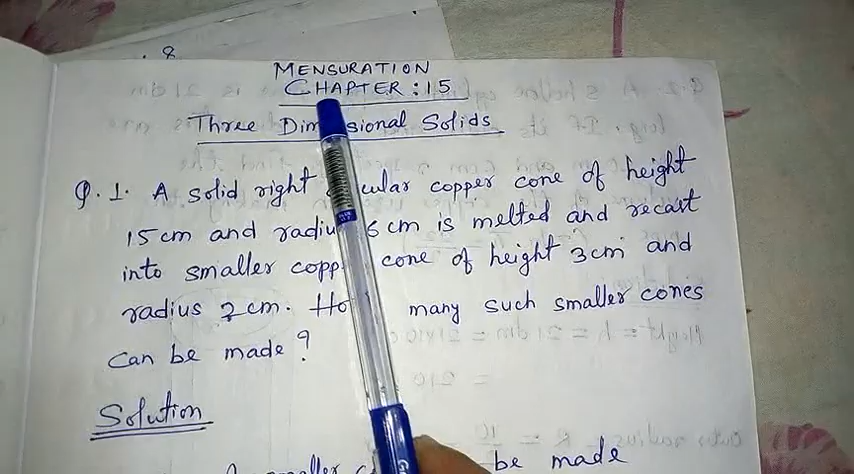 8
MENSURATION
CHAPTER : 15
Three Dim sional Solids
Q. 1. A solid right cular copper cone of height
15 cm and radiu 6 cm is melted and recast
into smaller copp cone of height 3 cm and
radius 2 cm. Ho many such smaller cones
can be made ?
Solution
be made